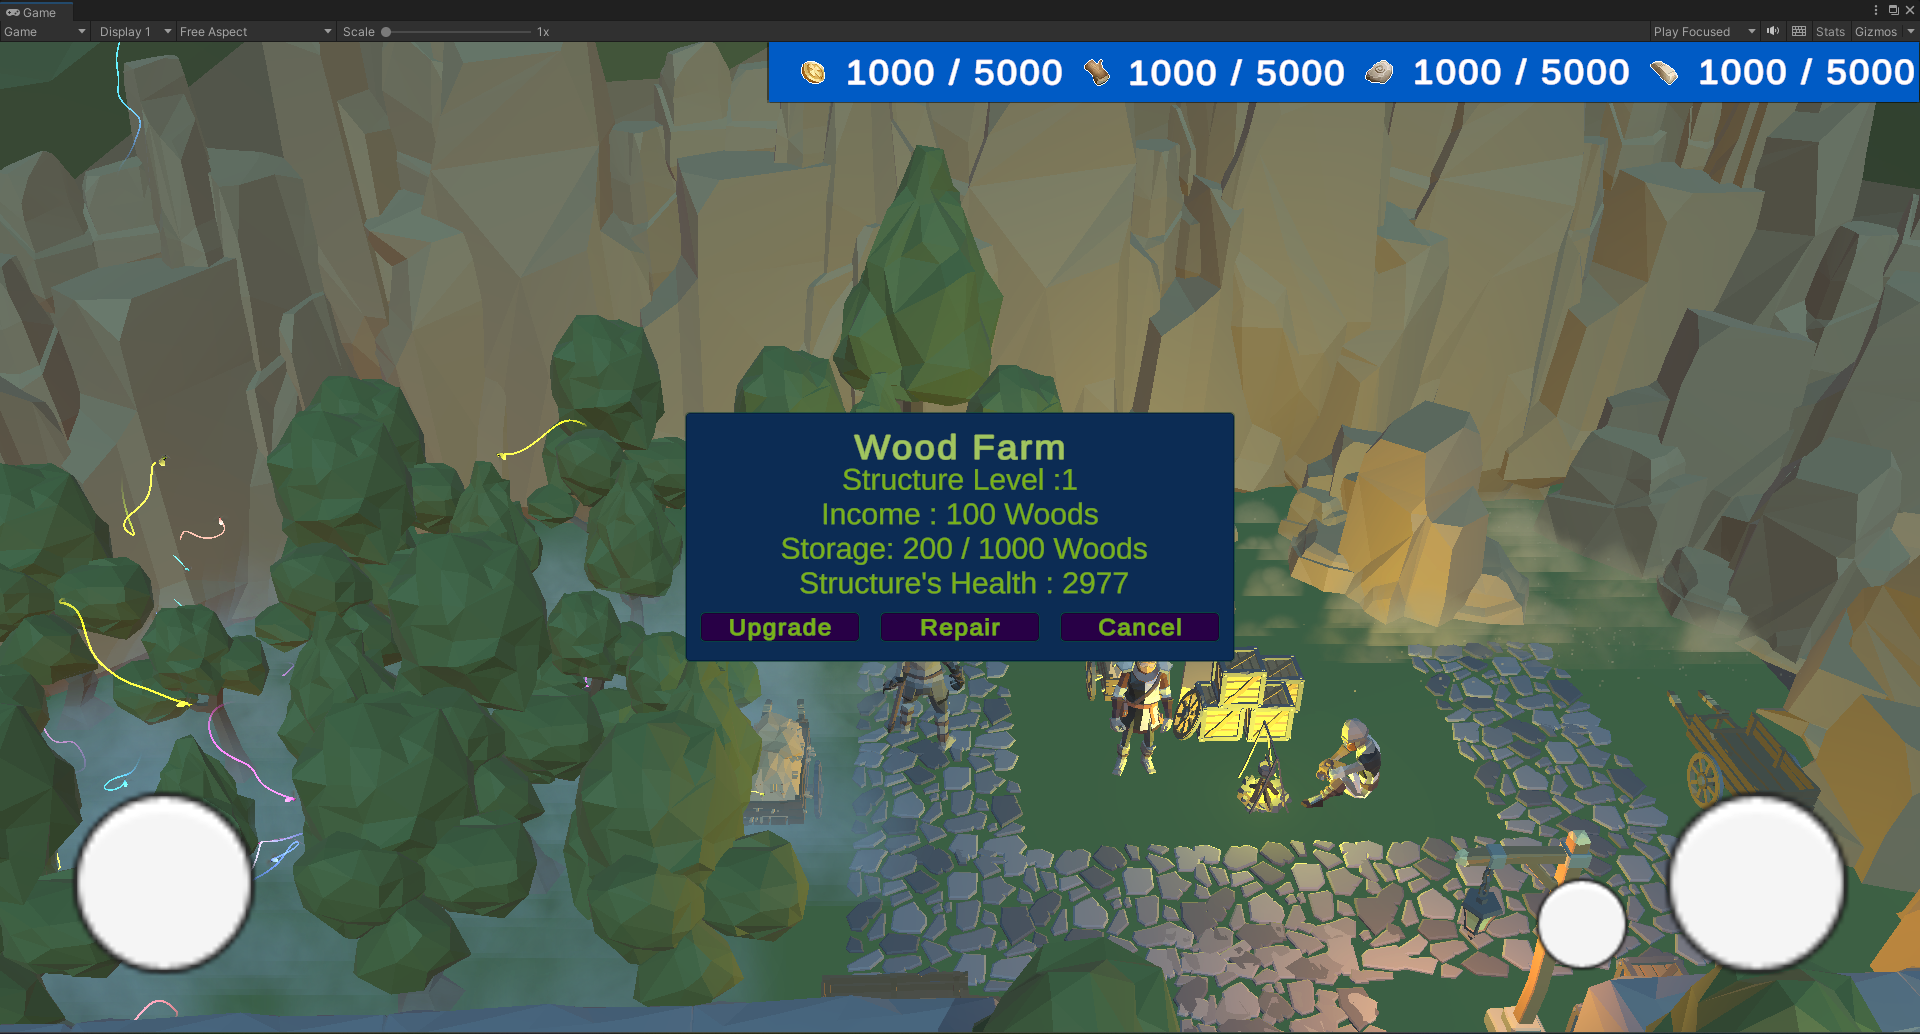 Game
Game Display 1 Free Aspect Scale 1x Play Focused Stats Gizmos
1000 / 5000 1000 / 5000 1000 / 5000 1000 / 5000
Wood Farm
Structure Level :1
Income : 100 Woods
Storage: 200 / 1000 Woods
Structure's Health : 2977
Upgrade Repair Cancel